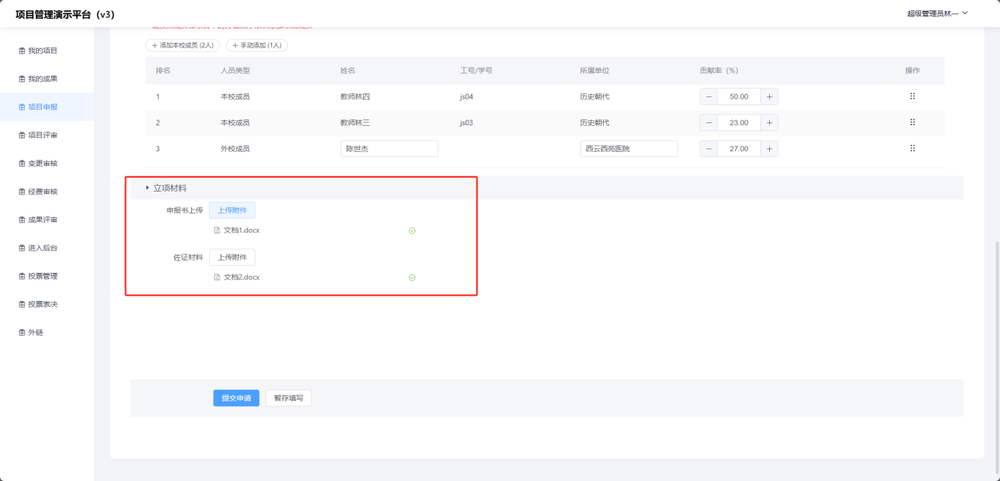 项目管理演示平台（v3）
超级管理员林一
我的项目
我的成果
项目申报
项目评审
变更审核
经费审核
成果评审
进入后台
投票管理
投票表决
外链
+ 添加本校成员 (2人) + 手动添加 (1人)
排名 人员类型 姓名 工号/学号 所属单位 贡献率（%） 操作
1 本校成员 教师林四 js04 历史朝代 − 50.00 +
2 本校成员 教师林三 js03 历史朝代 − 23.00 +
3 外校成员 陈世杰 西云西苑医院 − 27.00 +
立项材料
申报书上传 上传附件
文档1.docx
佐证材料 上传附件
文档2.docx
提交申请 暂存填写